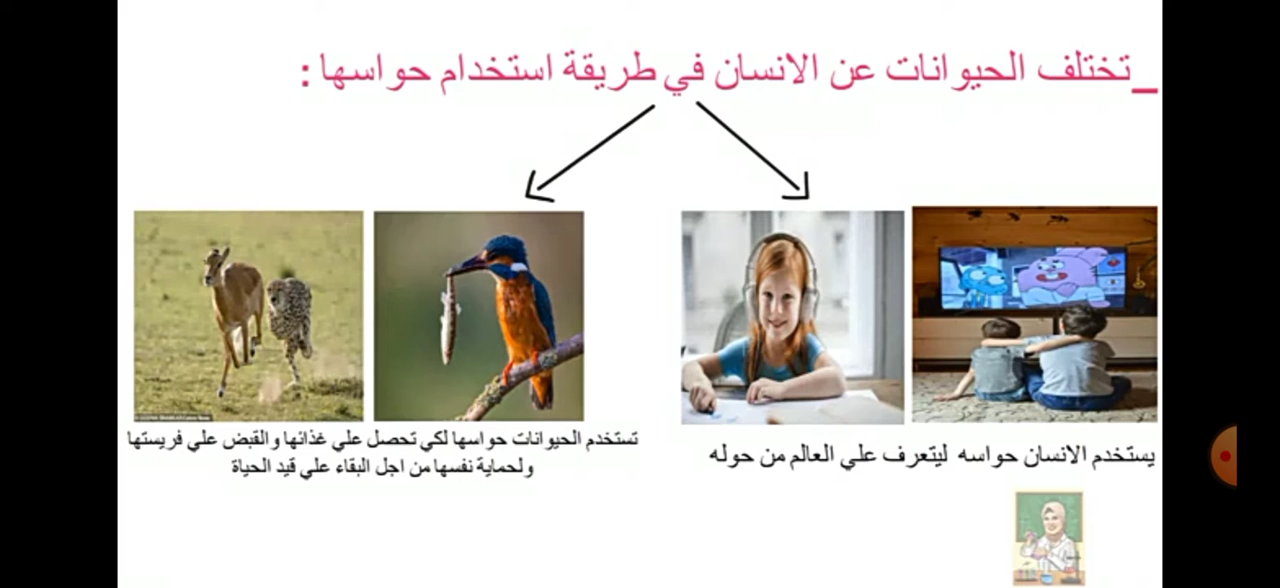 _تختلف الحيوانات عن الانسان في طريقة استخدام حواسها :
يستخدم الانسان حواسه ليتعرف علي العالم من حوله
تستخدم الحيوانات حواسها لكي تحصل علي غذائها والقبض علي فريستها
ولحماية نفسها من اجل البقاء علي قيد الحياة